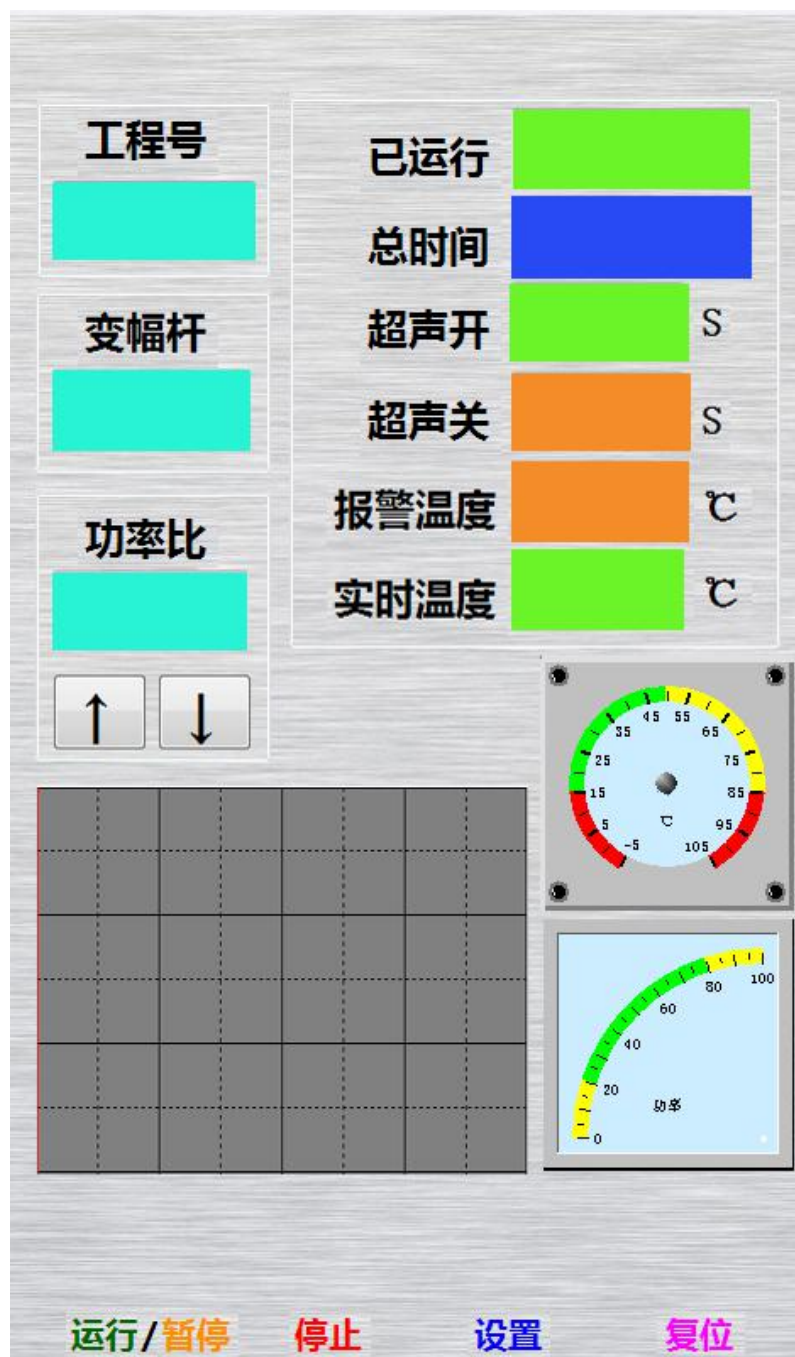 工程号
变幅杆
功率比
↑ ↓
已运行
总时间
超声开 S
超声关 S
报警温度 ℃
实时温度 ℃
-5 5 15 25 35 45 55 65 75 85 95 105
℃
0 20 40 60 80 100
功率
运行/暂停 停止 设置 复位